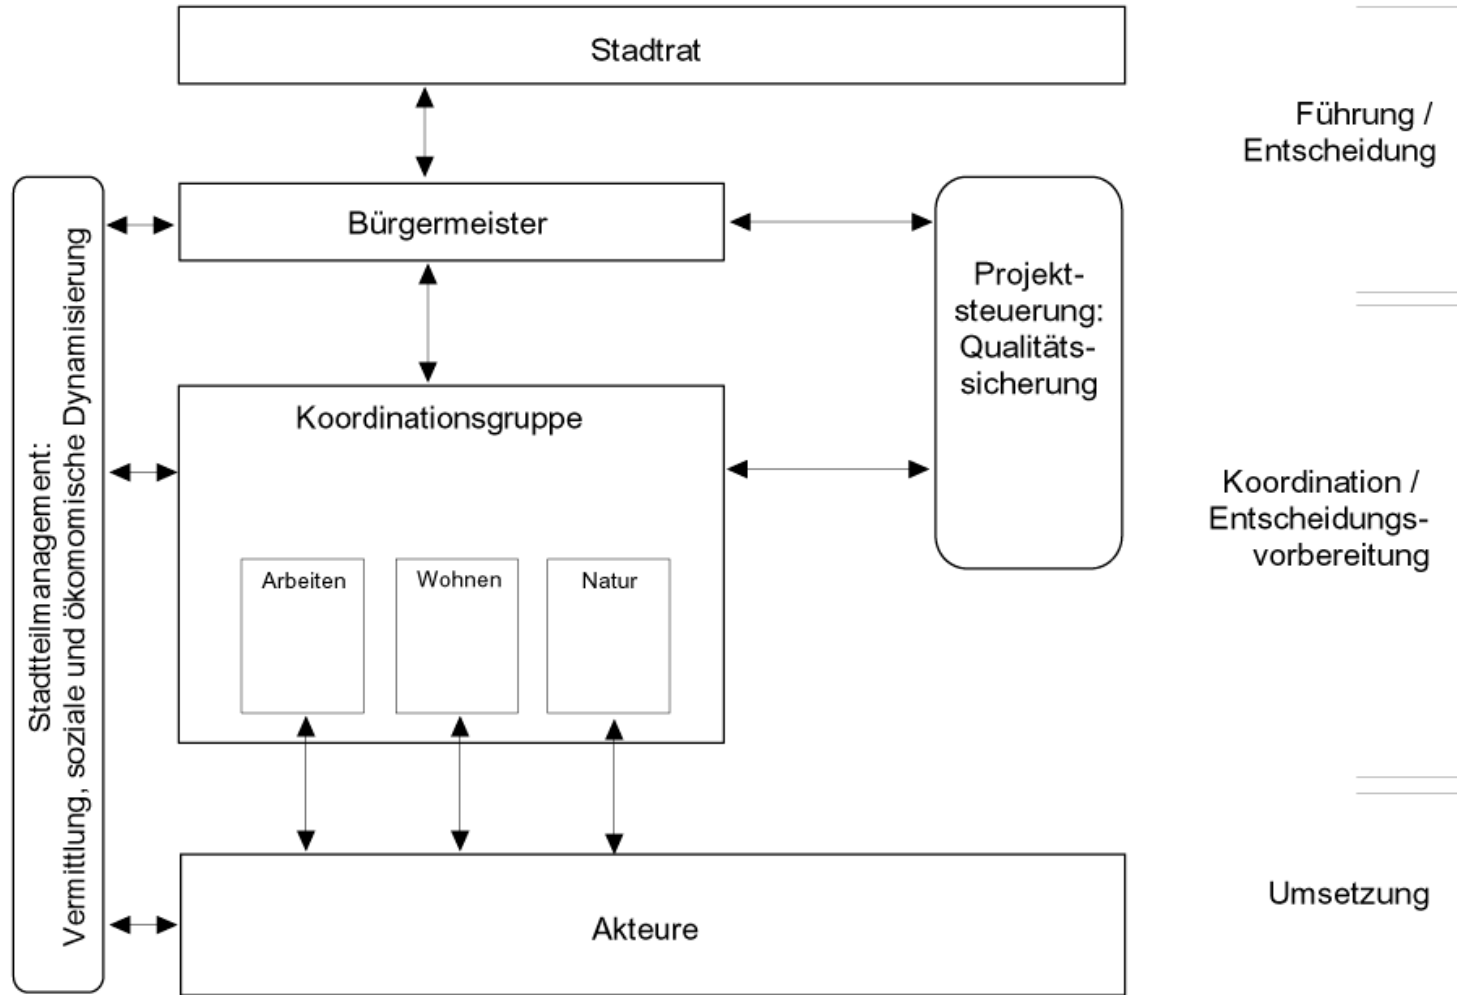 Stadtrat
Führung /
Entscheidung
Bürgermeister
Projekt-
steuerung:
Qualitäts-
sicherung
Stadtteilmanagement:
Vermittlung, soziale und ökomomische Dynamisierung
Koordinationsgruppe
Koordination /
Entscheidungs-
vorbereitung
Arbeiten
Wohnen
Natur
Umsetzung
Akteure